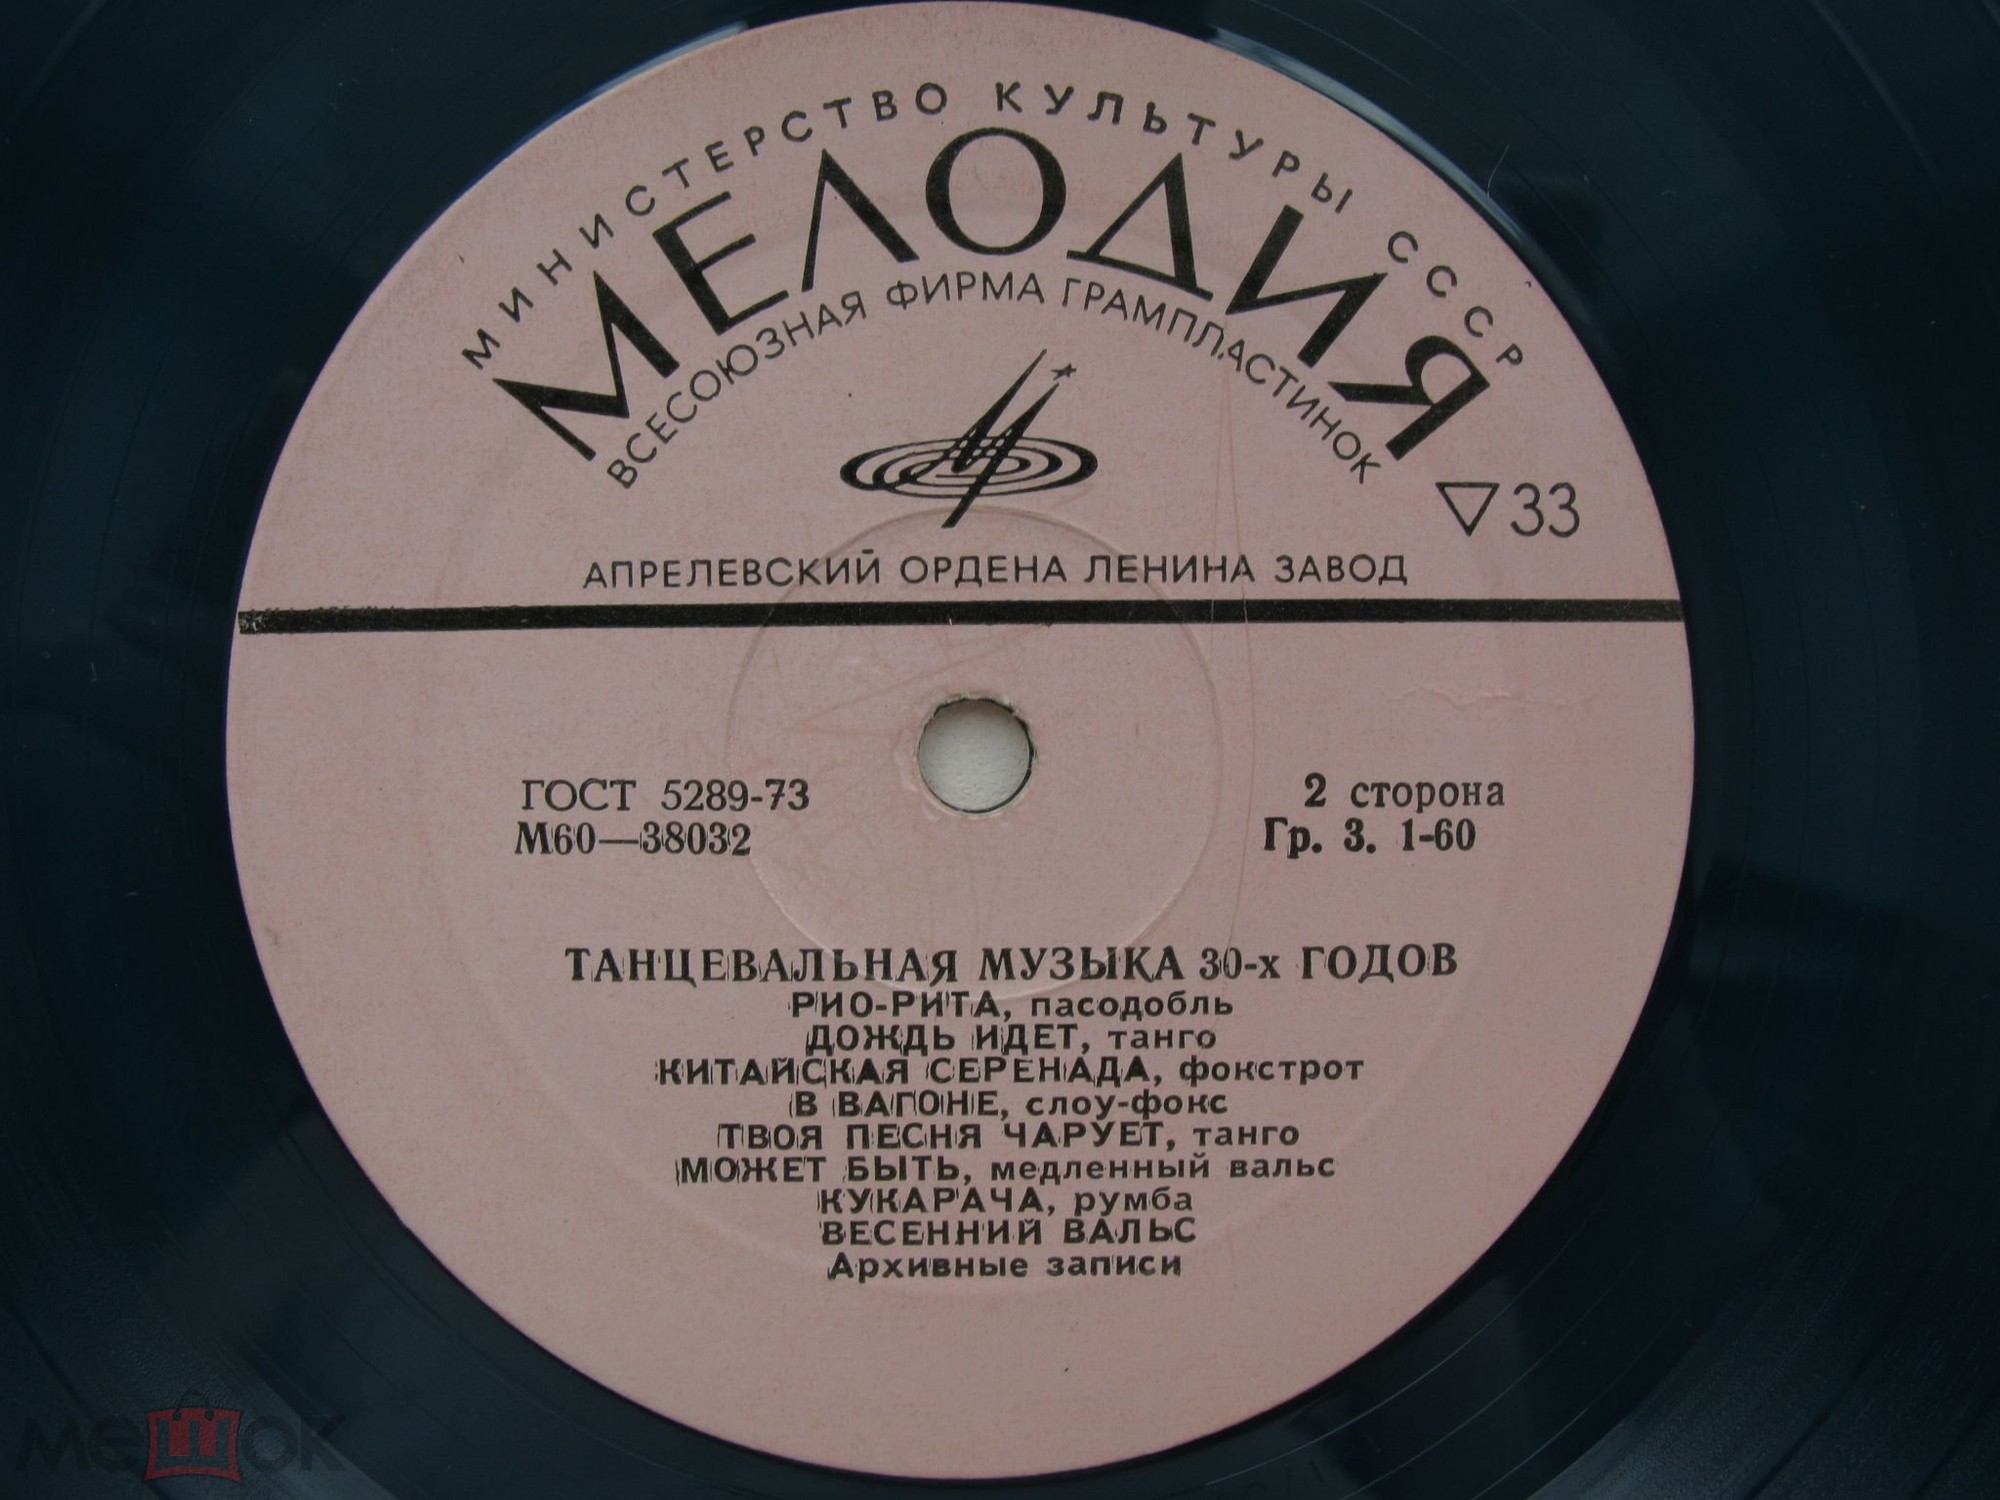 МИНИСТЕРСТВО КУЛЬТУРЫ СССР
МЕЛОДИЯ
ВСЕСОЮЗНАЯ ФИРМА ГРАМПЛАСТИНОК
▽33
АПРЕЛЕВСКИЙ ОРДЕНА ЛЕНИНА ЗАВОД
ГОСТ 5289-73
М60—38032
2 сторона
Гр. 3. 1-60
ТАНЦЕВАЛЬНАЯ МУЗЫКА 30-х ГОДОВ
РИО-РИТА, пасодобль
ДОЖДЬ ИДЕТ, танго
КИТАЙСКАЯ СЕРЕНАДА, фокстрот
В ВАГОНЕ, слоу-фокс
ТВОЯ ПЕСНЯ ЧАРУЕТ, танго
МОЖЕТ БЫТЬ, медленный вальс
КУКАРАЧА, румба
ВЕСЕННИЙ ВАЛЬС
Архивные записи
мешок